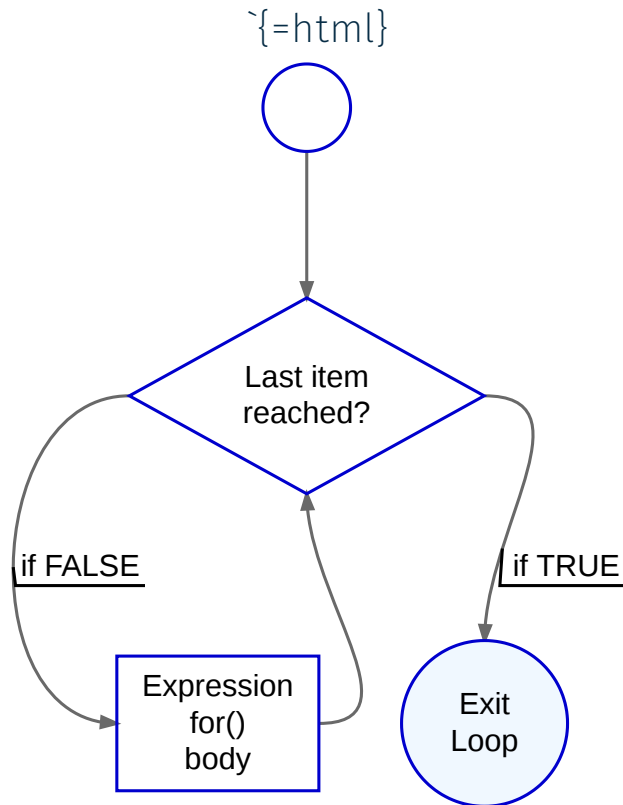 `{=html}
Last item
reached?
if FALSE
if TRUE
Expression
for()
body
Exit
Loop